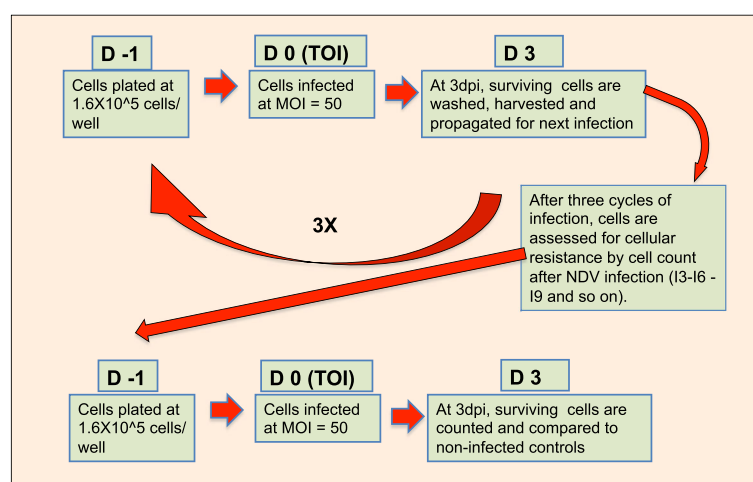 D -1
Cells plated at
1.6X10^5 cells/
well
D 0 (TOI)
Cells infected
at MOI = 50
D 3
At 3dpi, surviving cells are
washed, harvested and
propagated for next infection
3X
After three cycles of
infection, cells are
assessed for cellular
resistance by cell count
after NDV infection (I3-I6 -
I9 and so on).
D -1
Cells plated at
1.6X10^5 cells/
well
D 0 (TOI)
Cells infected
at MOI = 50
D 3
At 3dpi, surviving cells are
counted and compared to
non-infected controls